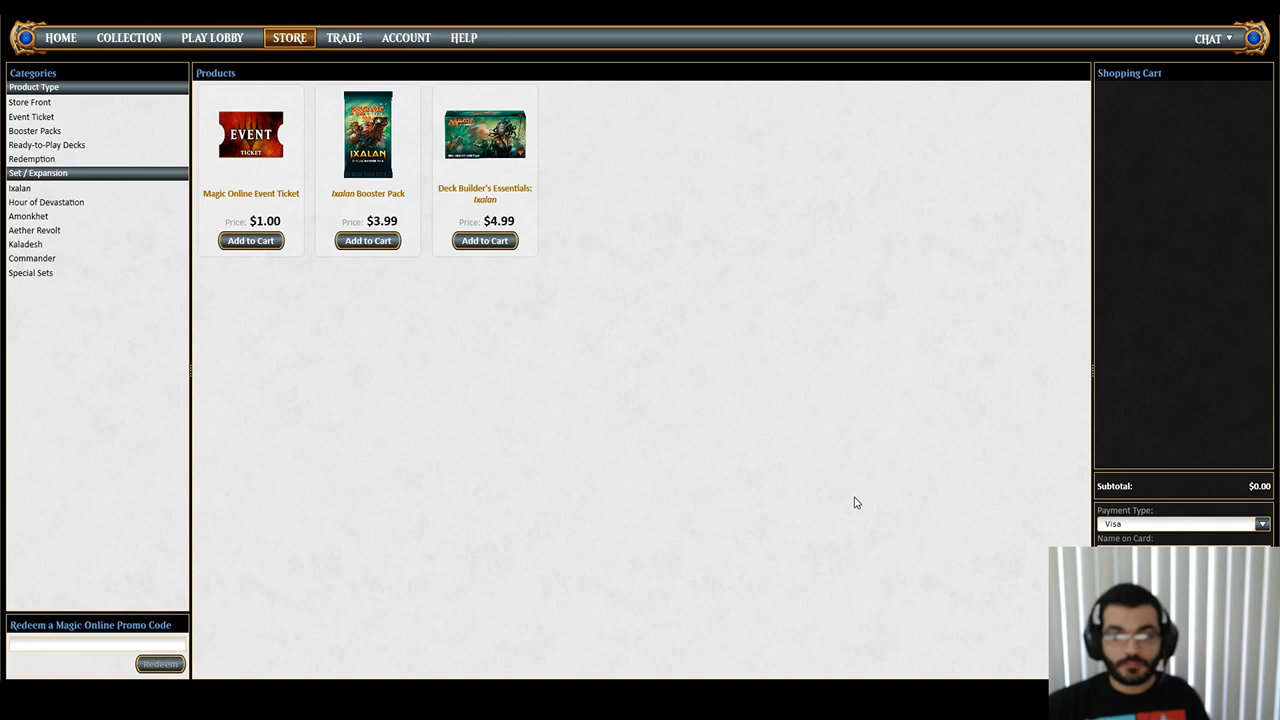 HOME COLLECTION PLAY LOBBY STORE TRADE ACCOUNT HELP CHAT
Categories
Product Type
Store Front
Event Ticket
Booster Packs
Ready-to-Play Decks
Redemption
Set / Expansion
Ixalan
Hour of Devastation
Amonkhet
Aether Revolt
Kaladesh
Commander
Special Sets
Redeem a Magic Online Promo Code
Redeem
Products
EVENT
TICKET
Magic Online Event Ticket
Price: $1.00
Add to Cart
MAGIC
IXALAN
Ixalan Booster Pack
Price: $3.99
Add to Cart
MAGIC
Deck Builder's Essentials:
Ixalan
Price: $4.99
Add to Cart
Shopping Cart
Subtotal: $0.00
Payment Type:
Visa
Name on Card: